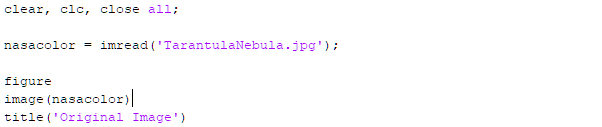 clear, clc, close all;
nasacolor = imread('TarantulaNebula.jpg');
figure
image(nasacolor)
title('Original Image')